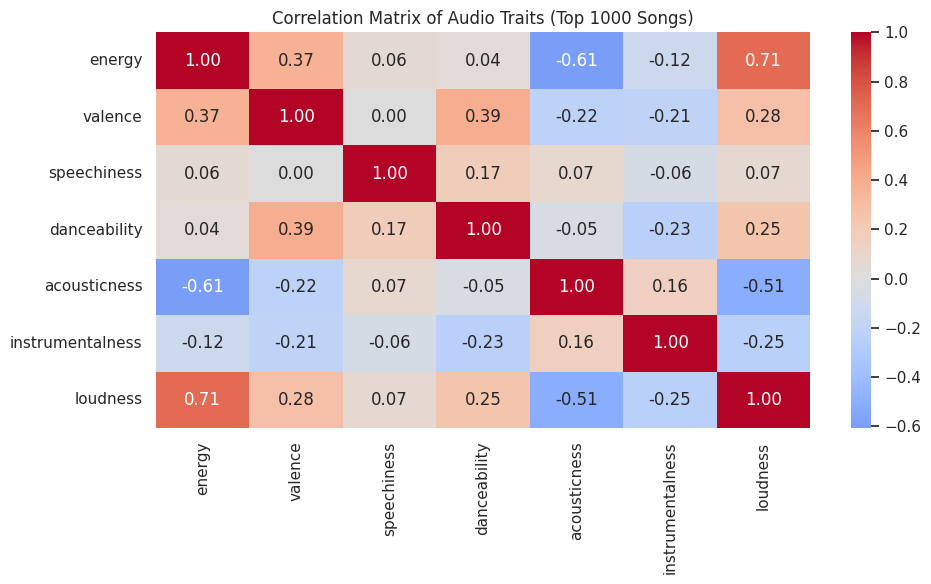 Correlation Matrix of Audio Traits (Top 1000 Songs)
energy 1.00 0.37 0.06 0.04 -0.61 -0.12 0.71
valence 0.37 1.00 0.00 0.39 -0.22 -0.21 0.28
speechiness 0.06 0.00 1.00 0.17 0.07 -0.06 0.07
danceability 0.04 0.39 0.17 1.00 -0.05 -0.23 0.25
acousticness -0.61 -0.22 0.07 -0.05 1.00 0.16 -0.51
instrumentalness -0.12 -0.21 -0.06 -0.23 0.16 1.00 -0.25
loudness 0.71 0.28 0.07 0.25 -0.51 -0.25 1.00
energy
valence
speechiness
danceability
acousticness
instrumentalness
loudness
1.0
0.8
0.6
0.4
0.2
0.0
−0.2
−0.4
−0.6